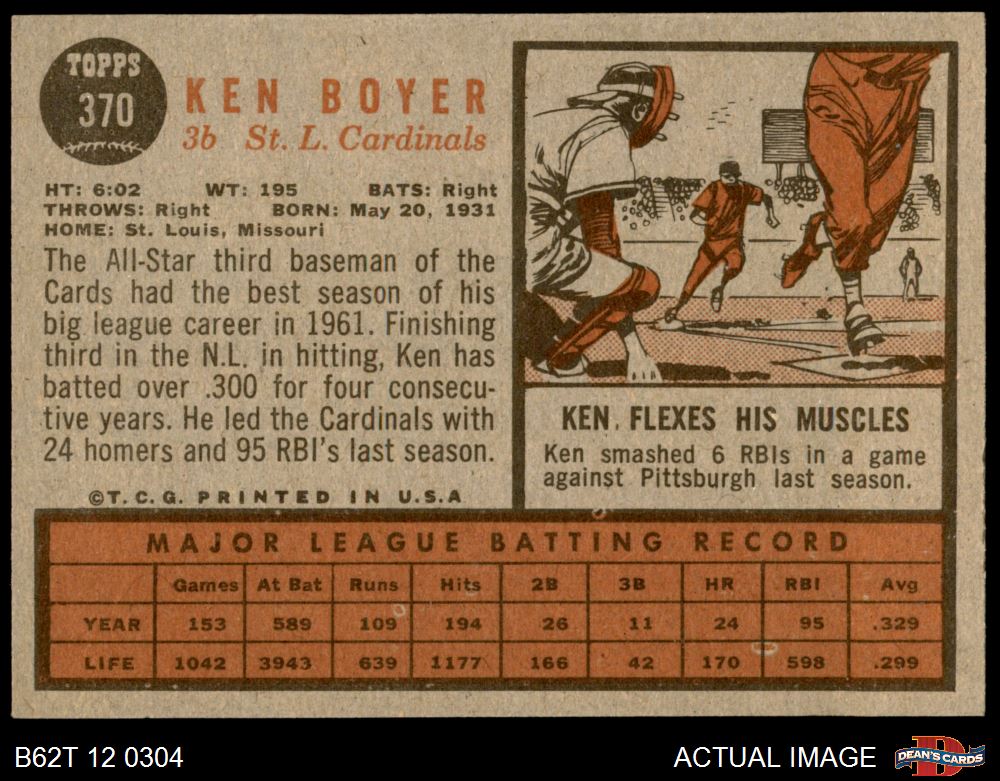 TOPPS
370
KEN BOYER
3b St. L. Cardinals
HT: 6:02 WT: 195 BATS: Right
THROWS: Right BORN: May 20, 1931
HOME: St. Louis, Missouri
The All-Star third baseman of the
Cards had the best season of his
big league career in 1961. Finishing
third in the N.L. in hitting, Ken has
batted over .300 for four consecu-
tive years. He led the Cardinals with
24 homers and 95 RBI's last season.
©T.C.G. PRINTED IN U.S.A
KEN FLEXES HIS MUSCLES
Ken smashed 6 RBIs in a game
against Pittsburgh last season.
MAJOR LEAGUE BATTING RECORD
Games At Bat Runs Hits 2B 3B HR RBI Avg
YEAR 153 589 109 194 26 11 24 95 .329
LIFE 1042 3943 639 1177 166 42 170 598 .299
B62T 12 0304
ACTUAL IMAGE
D
DEAN'S CARDS